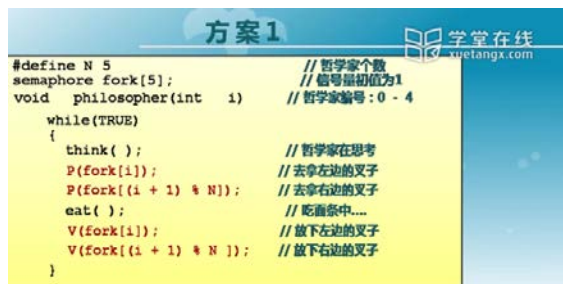 方案1
学堂在线
xuetangx.com
#define N 5 // 哲学家个数
semaphore fork[5]; // 信号量初值为1
void philosopher(int i) // 哲学家编号:0 - 4
while(TRUE)
{
think( ); // 哲学家在思考
P(fork[i]); // 去拿左边的叉子
P(fork[(i + 1) % N]); // 去拿右边的叉子
eat( ); // 吃面条中....
V(fork[i]); // 放下左边的叉子
V(fork[(i + 1) % N ]); // 放下右边的叉子
}